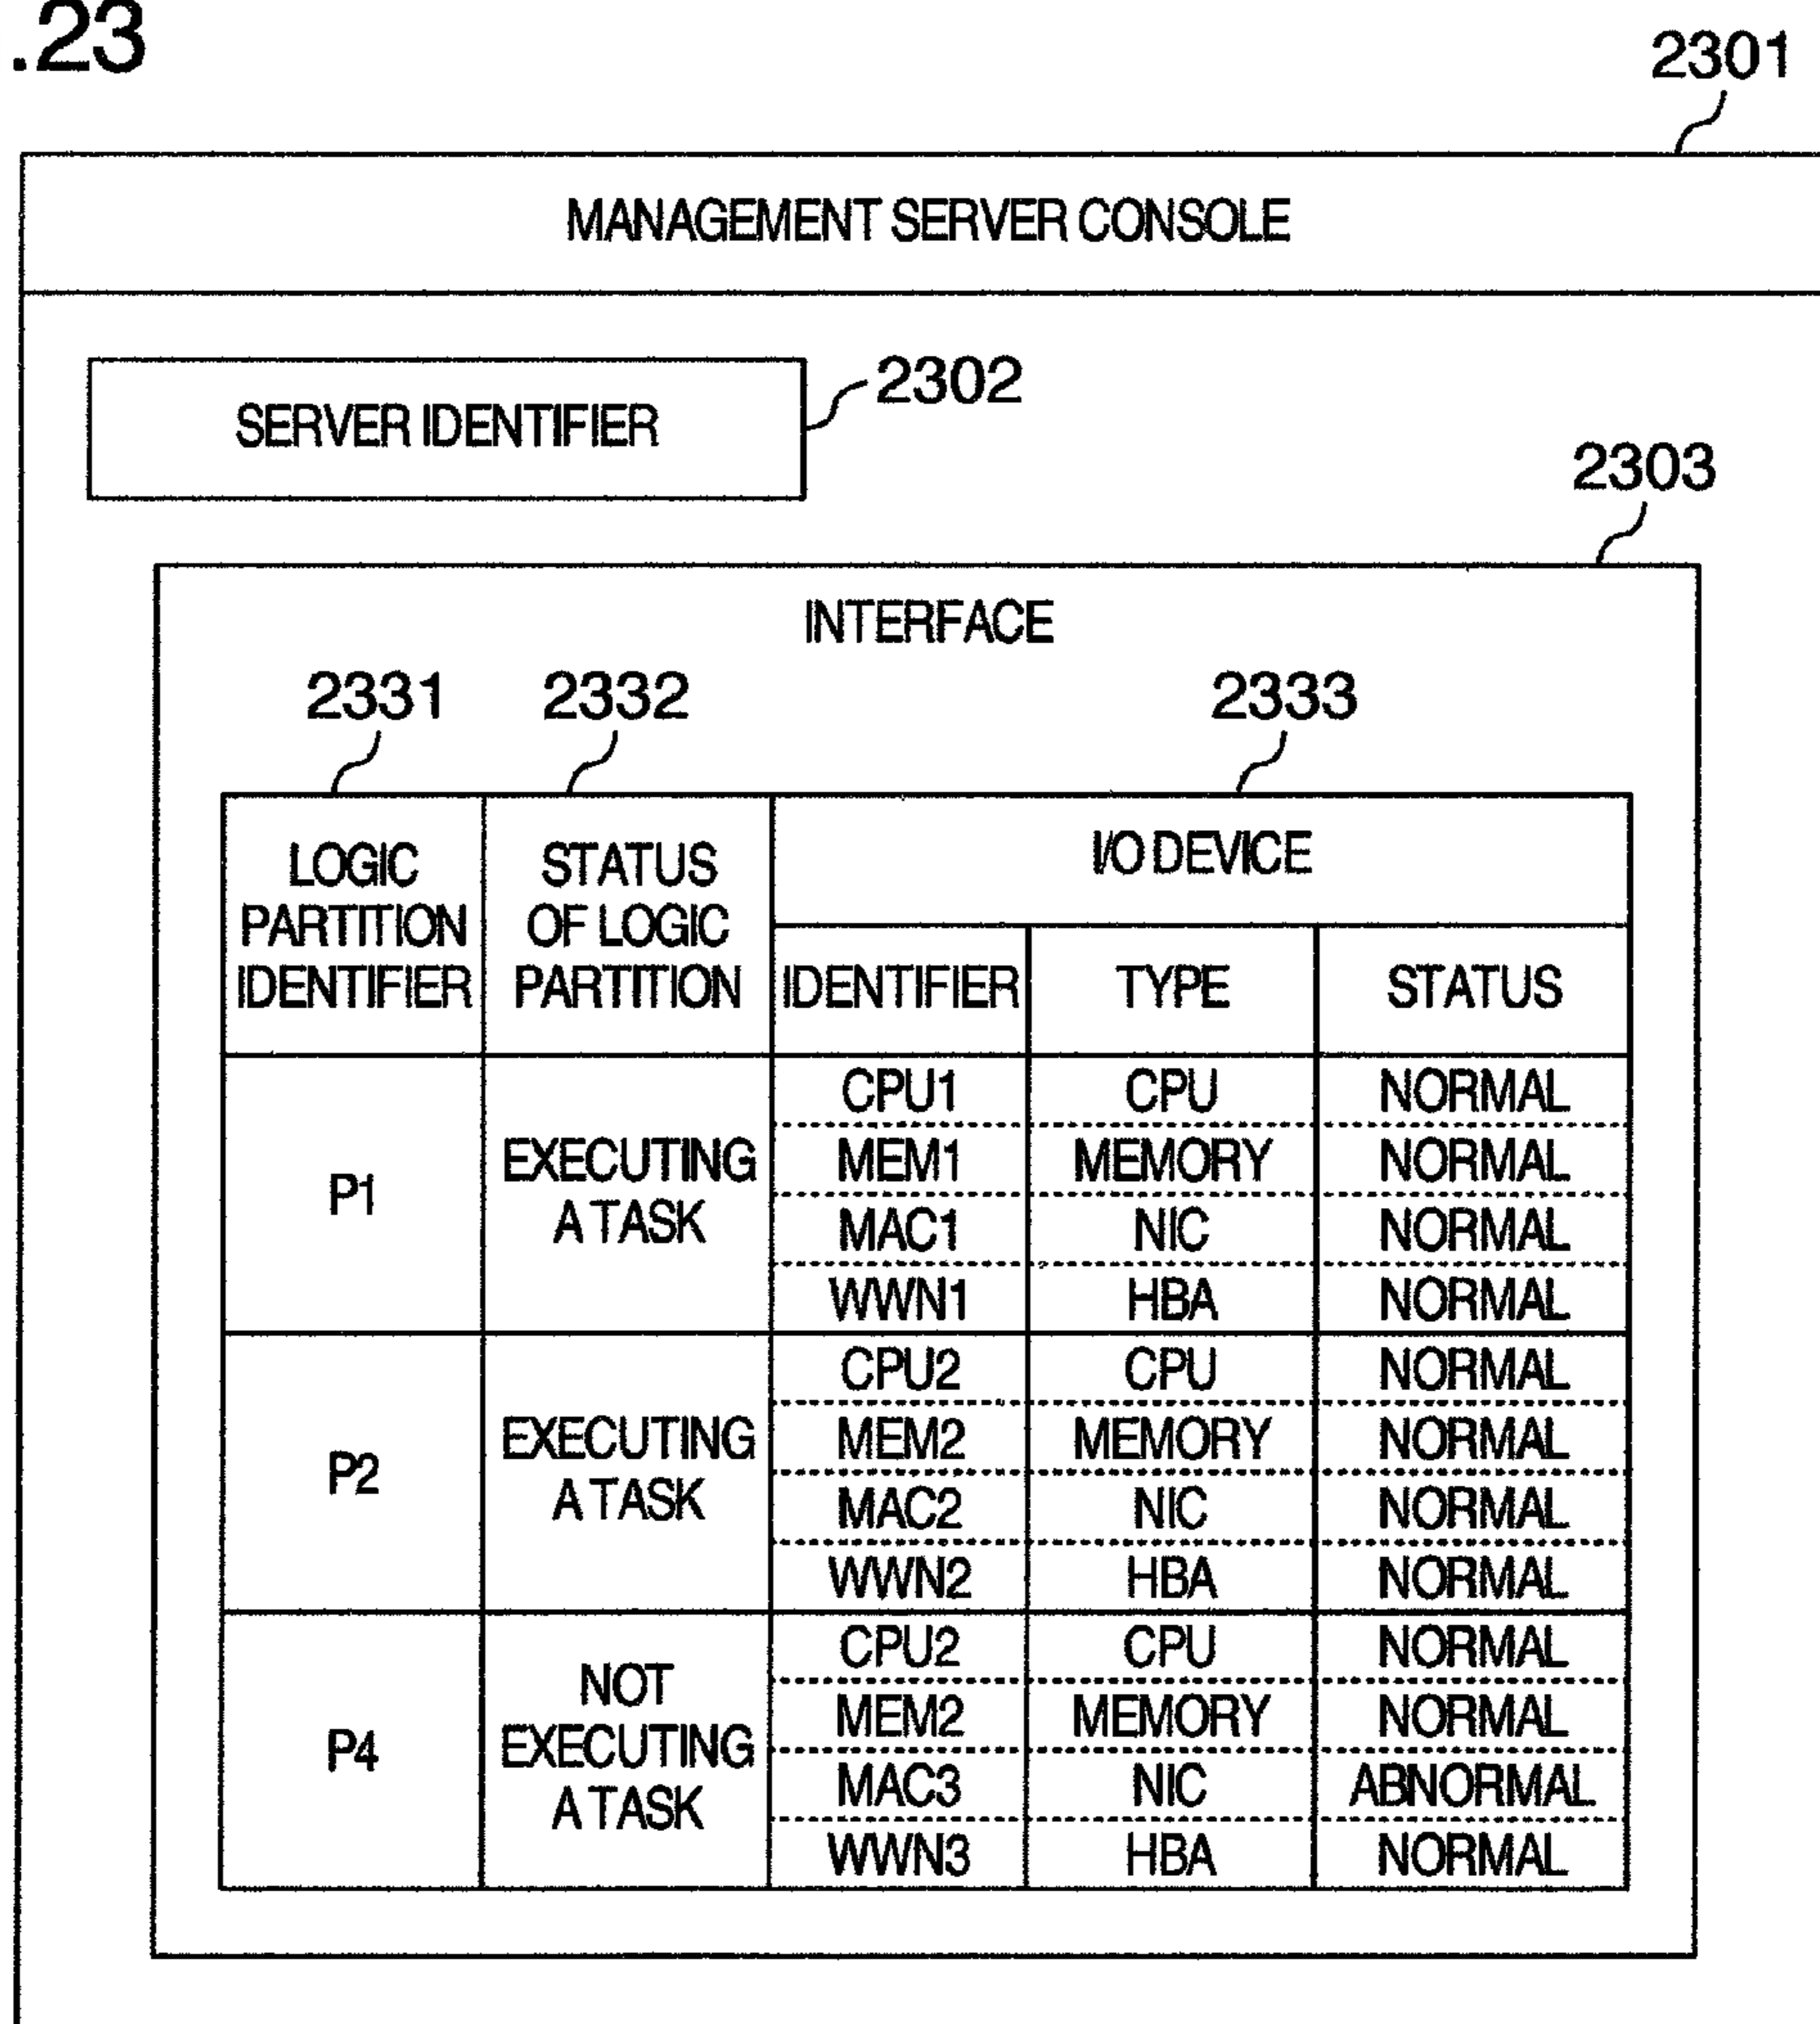 .23
2301
MANAGEMENT SERVER CONSOLE
SERVER IDENTIFIER
2302
2303
INTERFACE
2331 2332 2333
LOGIC PARTITION IDENTIFIER
STATUS OF LOGIC PARTITION
I/O DEVICE
IDENTIFIER TYPE STATUS
P1
EXECUTING A TASK
CPU1 CPU NORMAL
MEM1 MEMORY NORMAL
MAC1 NIC NORMAL
WWN1 HBA NORMAL
P2
EXECUTING A TASK
CPU2 CPU NORMAL
MEM2 MEMORY NORMAL
MAC2 NIC NORMAL
WWN2 HBA NORMAL
P4
NOT EXECUTING A TASK
CPU2 CPU NORMAL
MEM2 MEMORY NORMAL
MAC3 NIC ABNORMAL
WWN3 HBA NORMAL